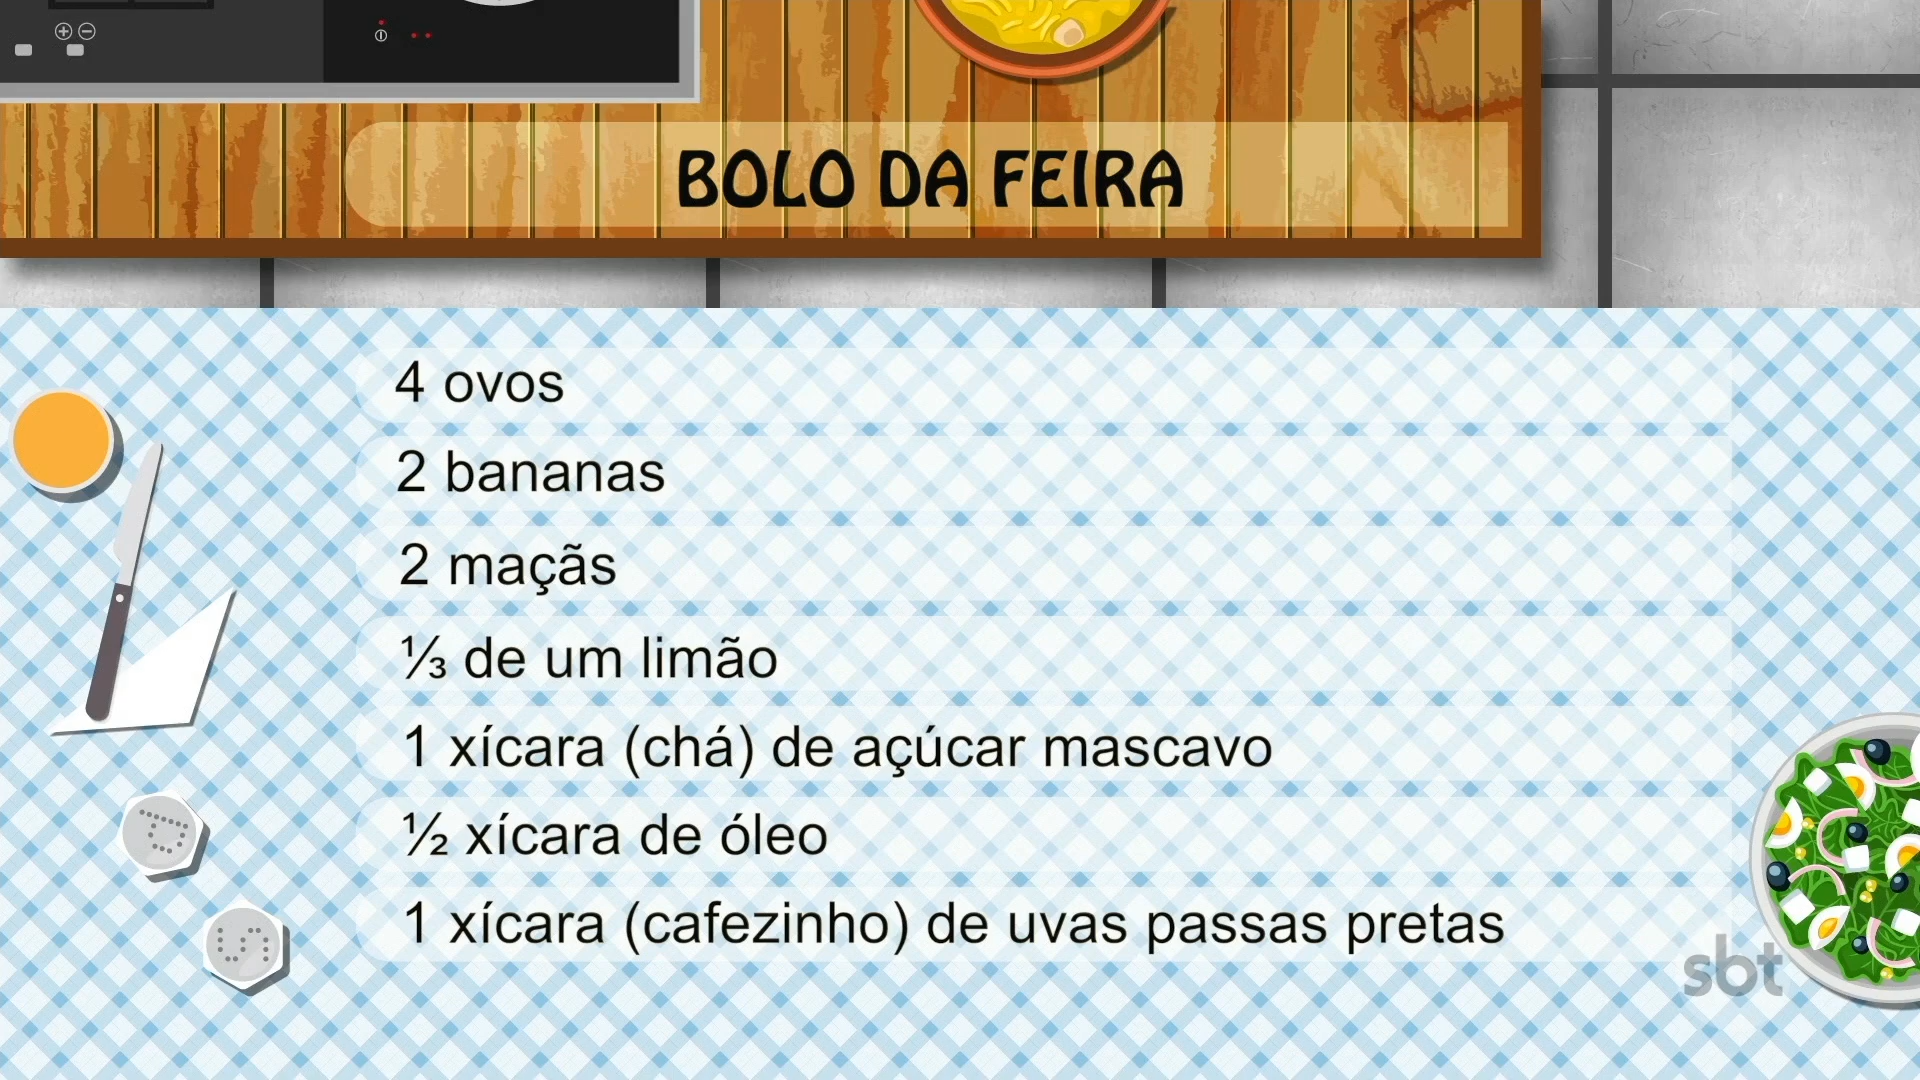 BOLO DA FEIRA
4 ovos
2 bananas
2 maçãs
⅓ de um limão
1 xícara (chá) de açúcar mascavo
½ xícara de óleo
1 xícara (cafezinho) de uvas passas pretas
sbt